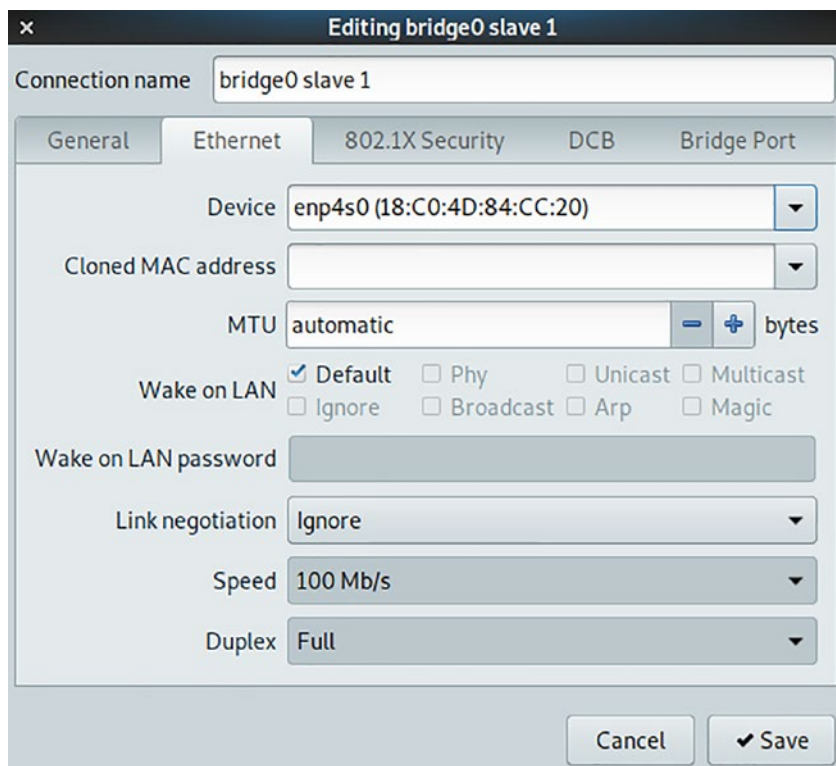 Editing bridge0 slave 1
Connection name bridge0 slave 1
General Ethernet 802.1X Security DCB Bridge Port
Device enp4s0 (18:C0:4D:84:CC:20)
Cloned MAC address
MTU automatic bytes
Wake on LAN Default Phy Unicast Multicast
Ignore Broadcast Arp Magic
Wake on LAN password
Link negotiation Ignore
Speed 100 Mb/s
Duplex Full
Cancel Save